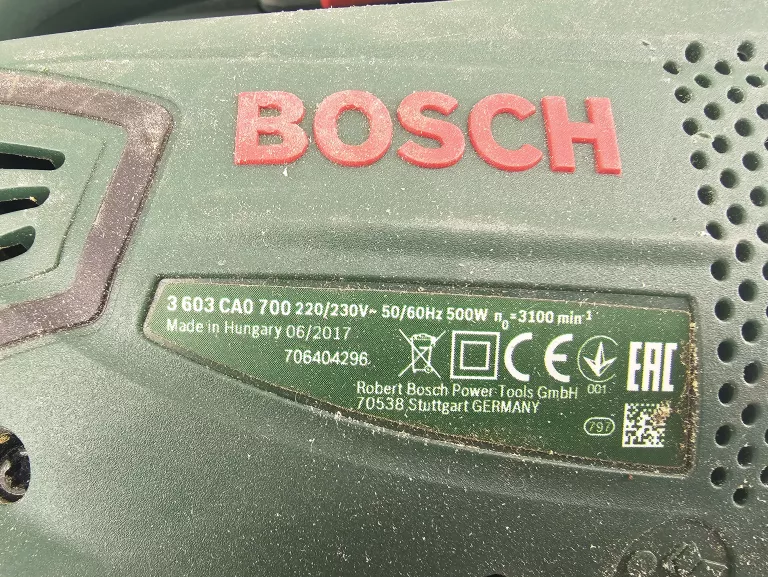 BOSCH
3 603 CA0 700 220/230V~ 50/60Hz 500W n₀=3100 min⁻¹
Made in Hungary 06/2017
706404296
CE
001
EAC
Robert Bosch Power Tools GmbH
70538 Stuttgart GERMANY
797